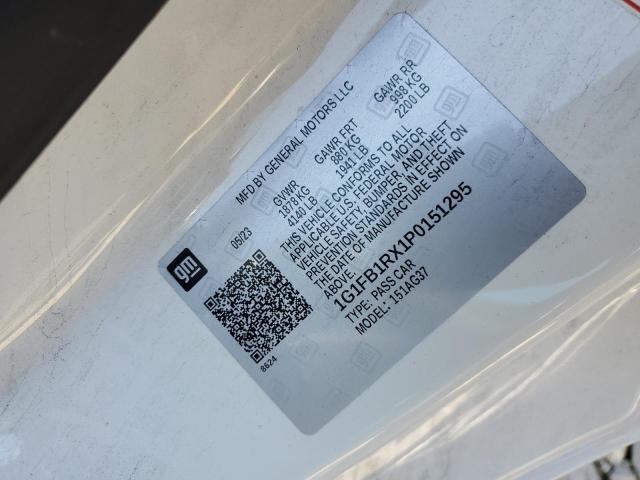 MFD BY GENERAL MOTORS LLC
gm
05/23
GVWR
1878 KG
4140 LB
GAWR FRT
880 KG
1941 LB
GAWR RR
998 KG
2200 LB
THIS VEHICLE CONFORMS TO ALL
APPLICABLE U.S. FEDERAL MOTOR
VEHICLE SAFETY, BUMPER, AND THEFT
PREVENTION STANDARDS IN EFFECT ON
THE DATE OF MANUFACTURE SHOWN
ABOVE.
1G1FB1RX1P0151295
TYPE: PASS CAR
MODEL: 151AG37
8624